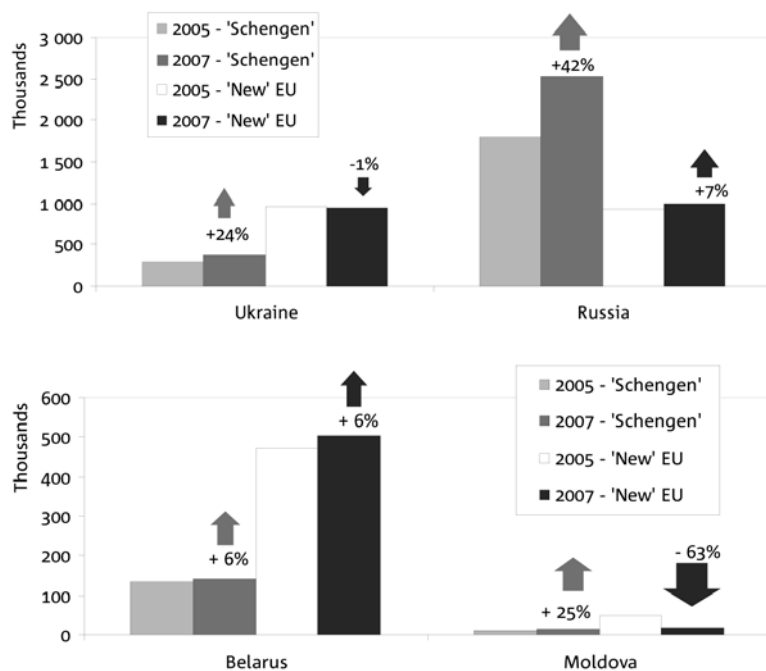 Thousands
3 000
2 500
2 000
1 500
1 000
500
0
2005 - 'Schengen'
2007 - 'Schengen'
2005 - 'New' EU
2007 - 'New' EU
+24%
-1%
+42%
+7%
Ukraine
Russia
Thousands
600
500
400
300
200
100
0
+ 6%
+ 6%
2005 - 'Schengen'
2007 - 'Schengen'
2005 - 'New' EU
2007 - 'New' EU
+ 25%
- 63%
Belarus
Moldova